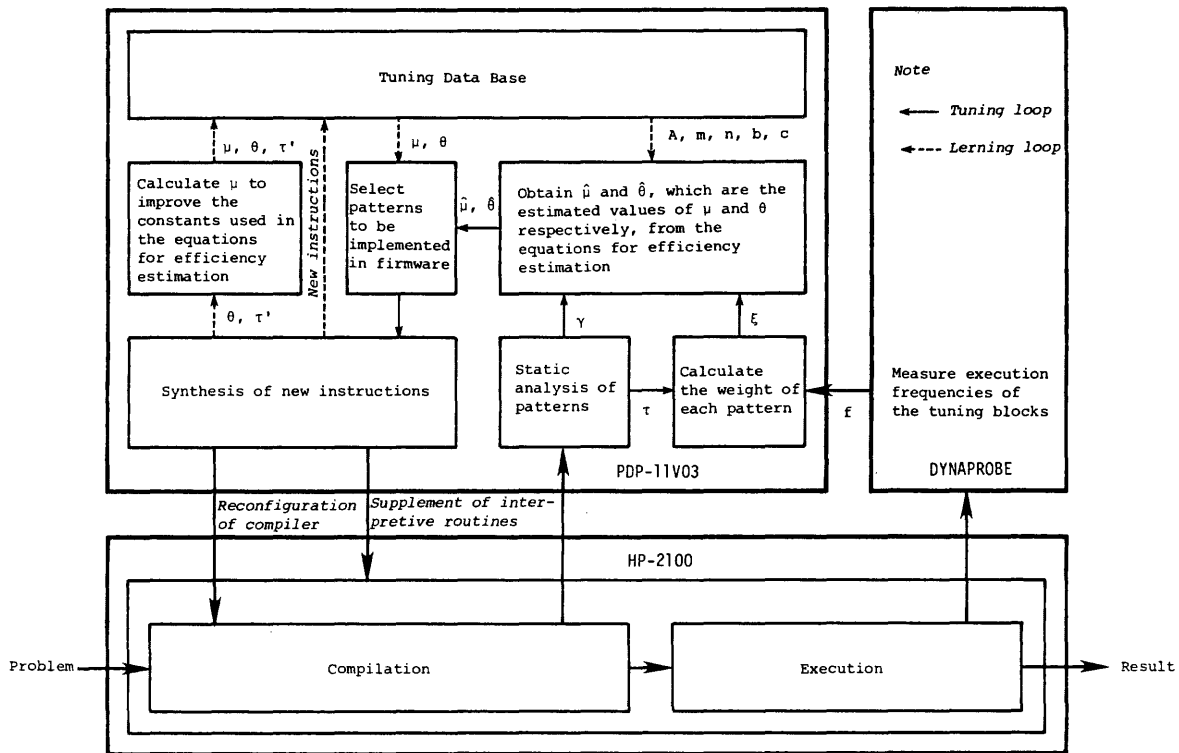 Tuning Data Base
Note
Tuning loop
Lerning loop
μ, θ, τ'
New instructions
μ, θ
A, m, n, b, c
Calculate μ to
improve the
constants used in
the equations
for efficiency
estimation
Select
patterns
to be
implemented
in firmware
μ̂, θ̂
Obtain μ̂ and θ̂, which are the
estimated values of μ and θ
respectively, from the
equations for efficiency
estimation
θ, τ'
γ
ξ
Synthesis of new instructions
Static
analysis of
patterns
τ
Calculate
the weight of
each pattern
f
Measure execution
frequencies of
the tuning blocks
PDP-11V03
DYNAPROBE
Reconfiguration
of compiler
Supplement of inter-
pretive routines
HP-2100
Problem
Compilation
Execution
Result